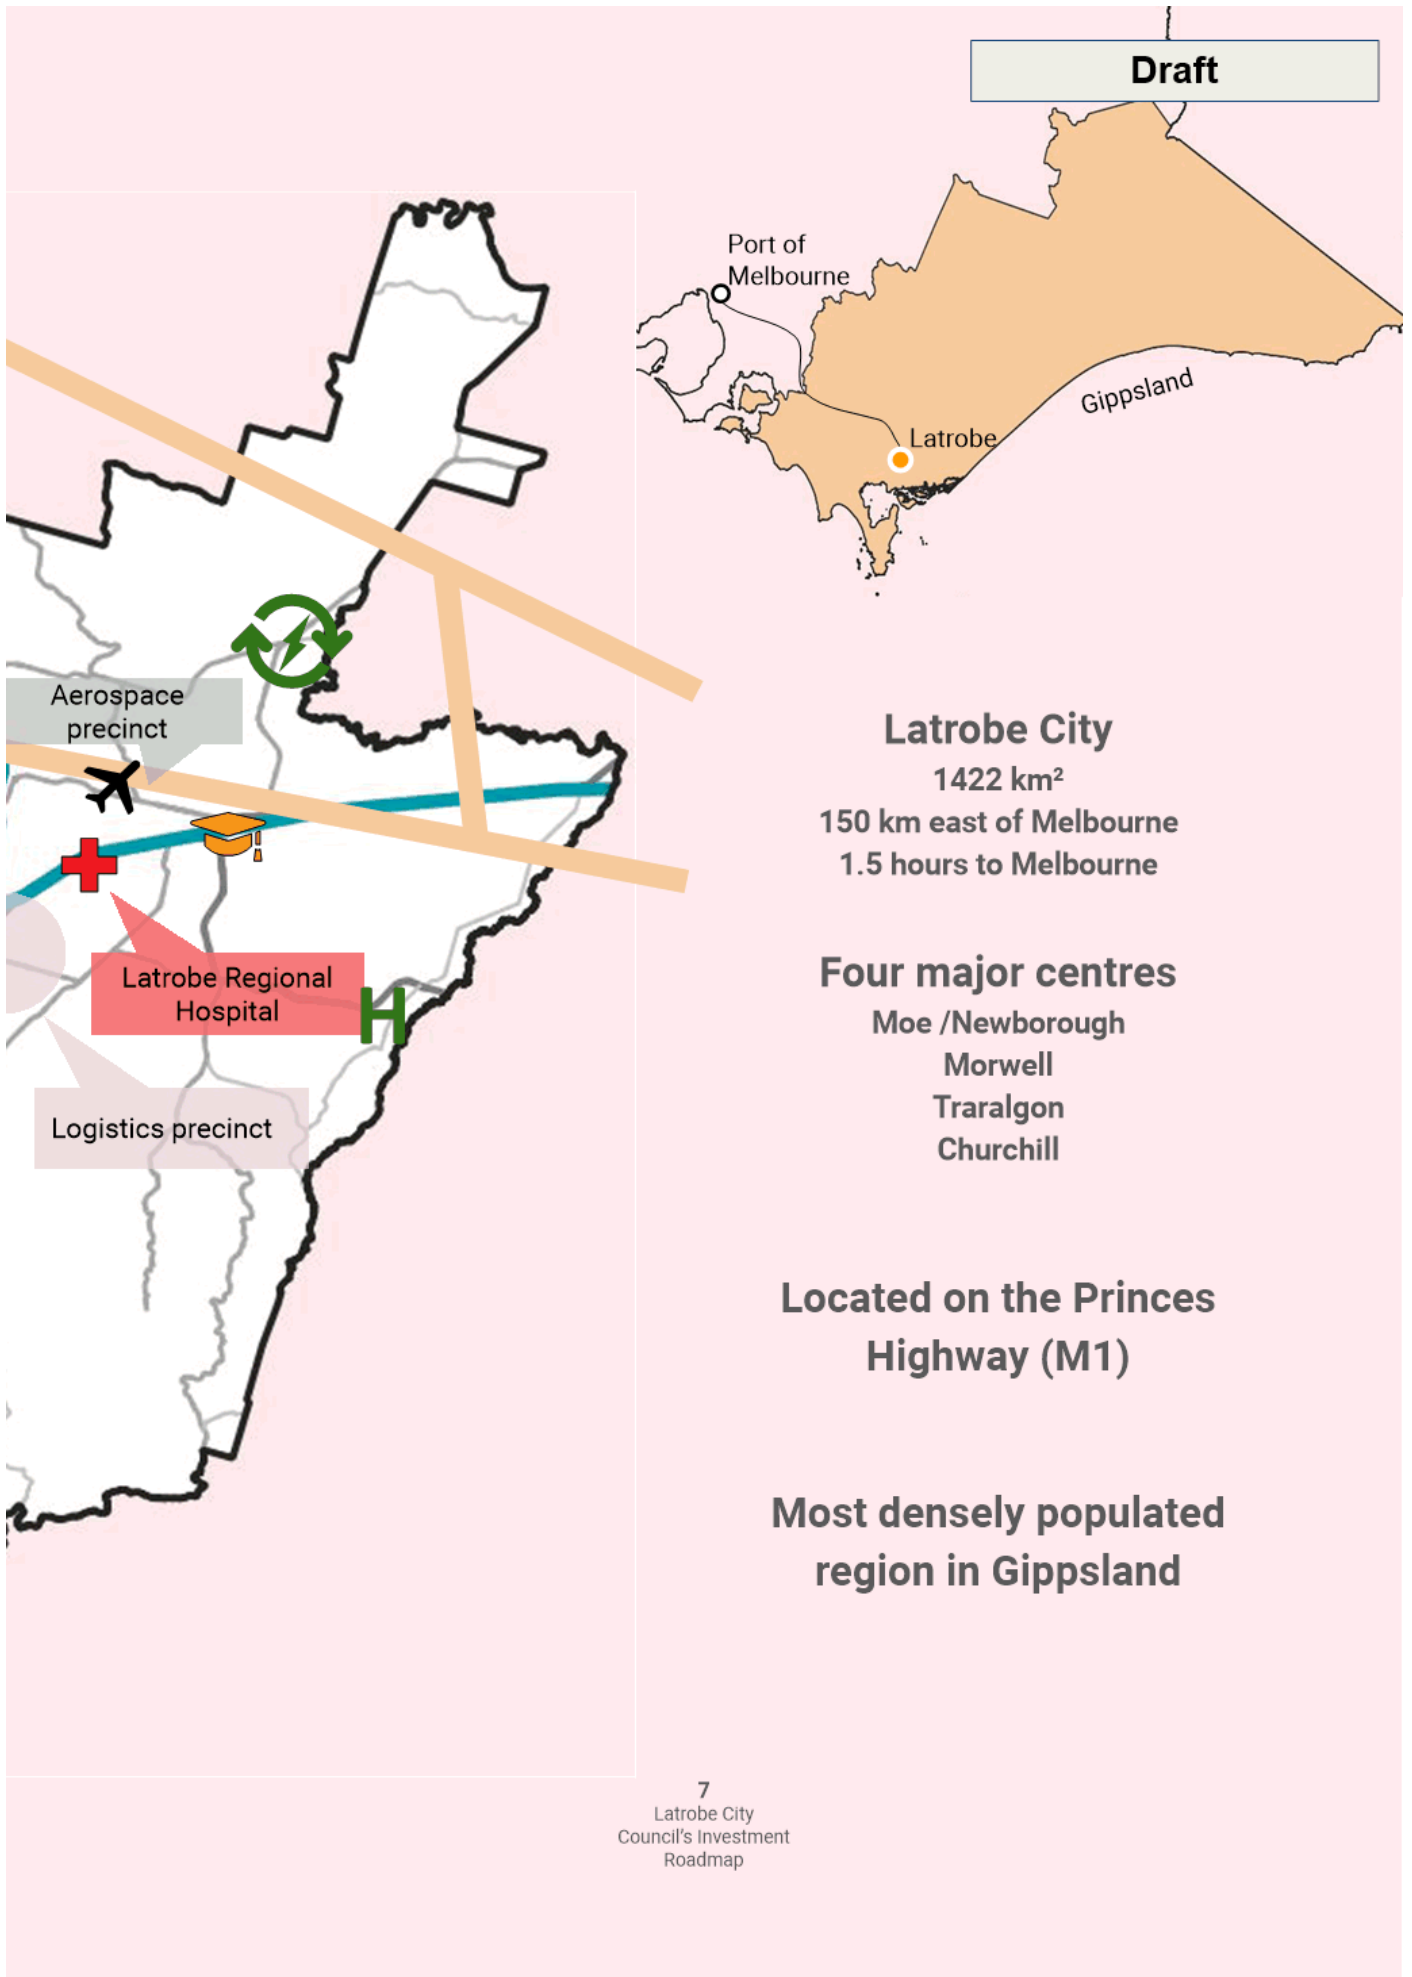 Draft
Port of
Melbourne
Gippsland
Latrobe
Aerospace
precinct
Latrobe Regional
Hospital
H
Logistics precinct
Latrobe City
1422 km²
150 km east of Melbourne
1.5 hours to Melbourne
Four major centres
Moe /Newborough
Morwell
Traralgon
Churchill
Located on the Princes
Highway (M1)
Most densely populated
region in Gippsland
7
Latrobe City
Council's Investment
Roadmap